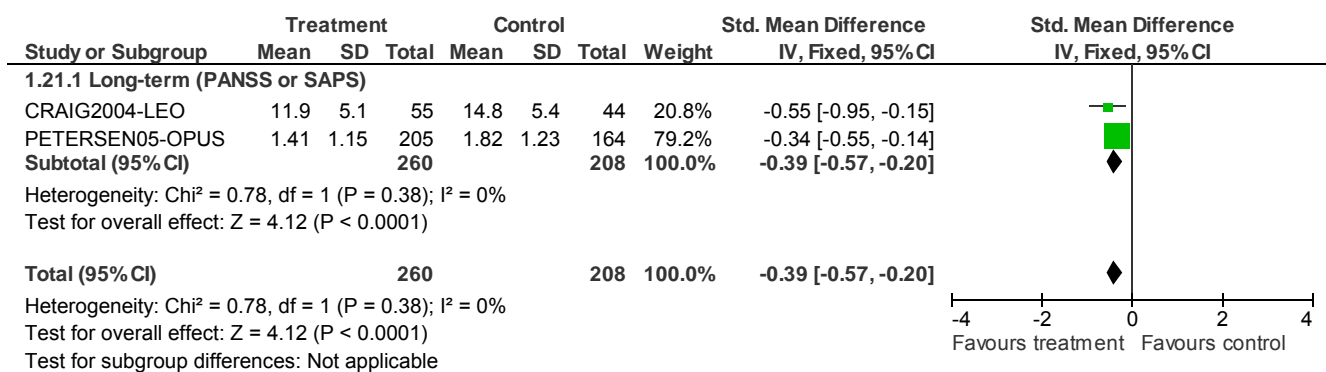 Treatment Control Std. Mean Difference Std. Mean Difference
Study or Subgroup Mean SD Total Mean SD Total Weight IV, Fixed, 95% CI IV, Fixed, 95% CI
1.21.1 Long-term (PANSS or SAPS)
CRAIG2004-LEO 11.9 5.1 55 14.8 5.4 44 20.8% -0.55 [-0.95, -0.15]
PETERSEN05-OPUS 1.41 1.15 205 1.82 1.23 164 79.2% -0.34 [-0.55, -0.14]
Subtotal (95% CI) 260 208 100.0% -0.39 [-0.57, -0.20]
Heterogeneity: Chi² = 0.78, df = 1 (P = 0.38); I² = 0%
Test for overall effect: Z = 4.12 (P < 0.0001)
Total (95% CI) 260 208 100.0% -0.39 [-0.57, -0.20]
Heterogeneity: Chi² = 0.78, df = 1 (P = 0.38); I² = 0%
Test for overall effect: Z = 4.12 (P < 0.0001)
Test for subgroup differences: Not applicable
-4 -2 0 2 4
Favours treatment Favours control